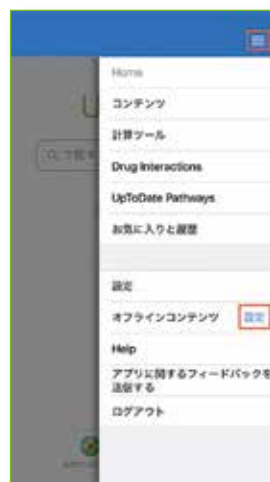 Home
U
コンテンツ
計算ツール
Drug Interactions
UpToDate Pathways
お気に入りと履歴
設定
オフラインコンテンツ 設定
Help
アプリに関するフィードバックを
送信する
ログアウト